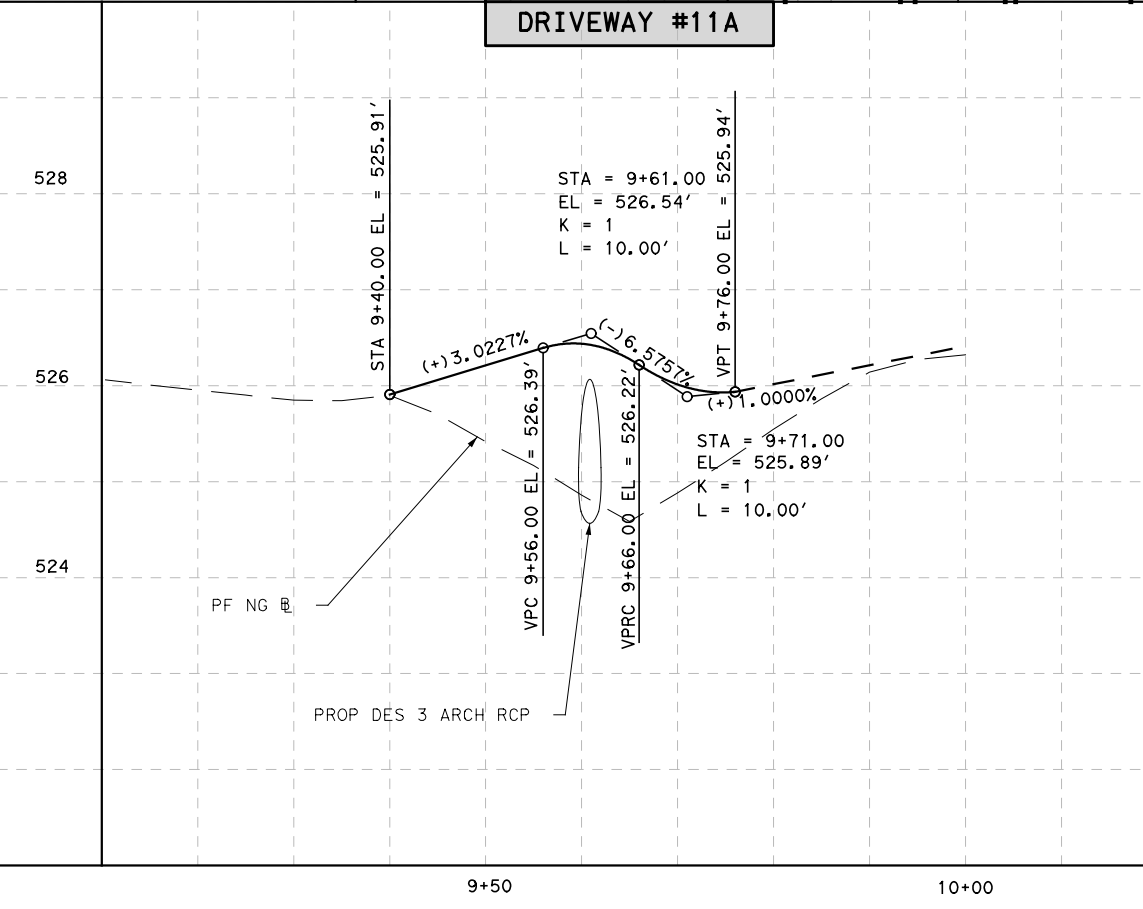 DRIVEWAY #11A
528
526
524
STA 9+40.00 EL = 525.91'
STA = 9+61.00
EL = 526.54'
K = 1
L = 10.00'
VPT 9+76.00 EL = 525.94'
(+)3.0227%
(-)6.5757%
(+)1.0000%
VPC 9+56.00 EL = 526.39'
VPRC 9+66.00 EL = 526.22'
STA = 9+71.00
EL = 525.89'
K = 1
L = 10.00'
PF NG BL
PROP DES 3 ARCH RCP
9+50
10+00